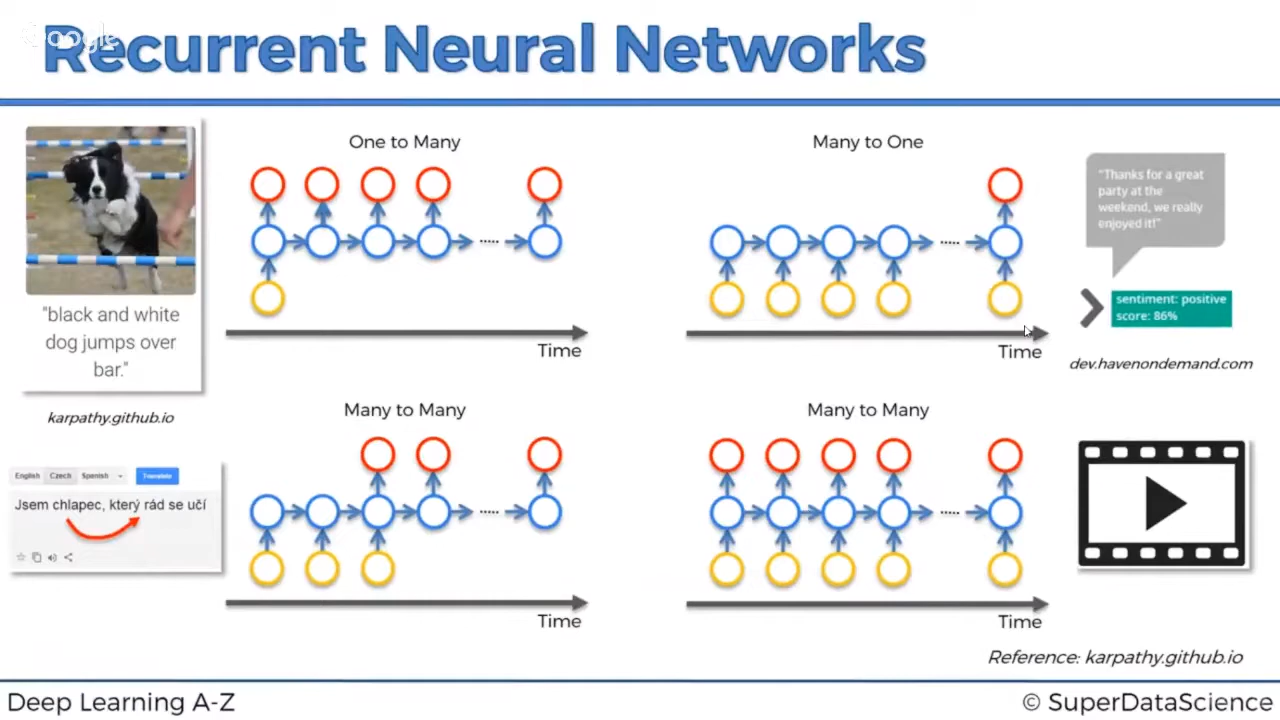 Google
Recurrent Neural Networks
One to Many
Many to One
"black and white
dog jumps over
bar."
karpathy.github.io
Time
"Thanks for a great
party at the
weekend, we really
enjoyed it!"
sentiment: positive
score: 86%
Time
dev.havenondemand.com
Many to Many
Many to Many
English Czech Spanish Translate
Jsem chlapec, který rád se učí
Time
Time
Reference: karpathy.github.io
Deep Learning A-Z
© SuperDataScience